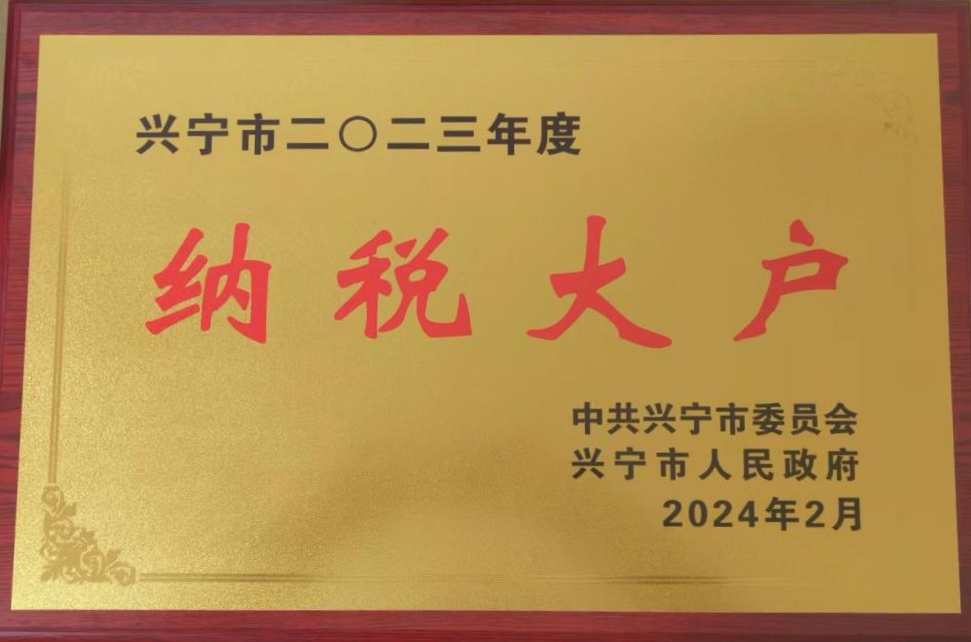 兴宁市二〇二三年度
纳税大户
中共兴宁市委员会
兴宁市人民政府
2024年2月